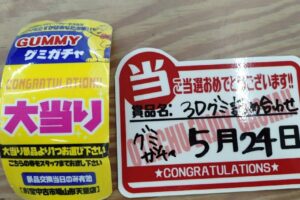 GUMMY
グミガチャ
CONGRATULATIONS!!
大当り
大当り景品より1つお選び下さい
こちらの券をスタッフまでお渡し下さい
景品交換当日のみ有効
当
ご当選おめでとうございます!!
賞品名: 3Dグミ詰め合わせ
グミガチャ
5月24日
★CONGRATULATIONS★